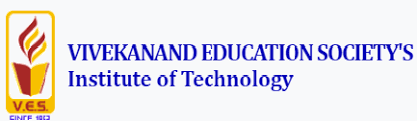 VIVEKANAND EDUCATION SOCIETY'S
Institute of Technology
V.E.S.